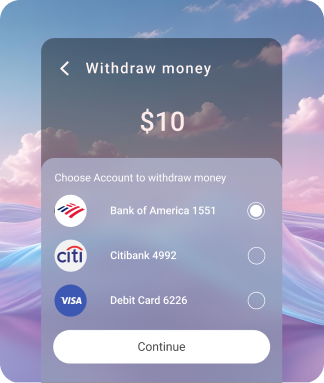 Withdraw money
$10
Choose Account to withdraw money
Bank of America 1551
citi Citibank 4992
VISA Debit Card 6226
Continue